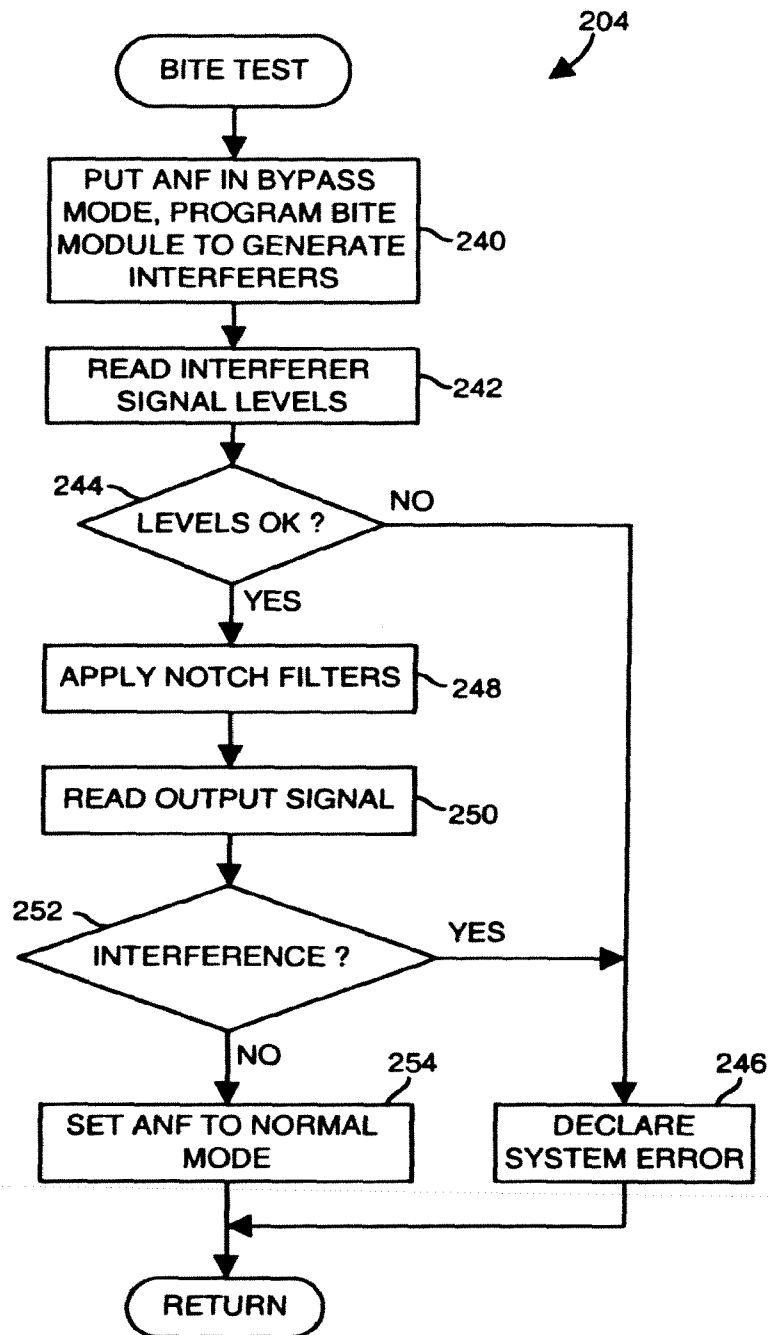 204
BITE TEST
PUT ANF IN BYPASS
MODE, PROGRAM BITE
MODULE TO GENERATE
INTERFERERS
240
READ INTERFERER
SIGNAL LEVELS
242
244
LEVELS OK ?
NO
YES
APPLY NOTCH FILTERS
248
READ OUTPUT SIGNAL
250
252
INTERFERENCE ?
YES
NO
254
SET ANF TO NORMAL
MODE
246
DECLARE
SYSTEM ERROR
RETURN